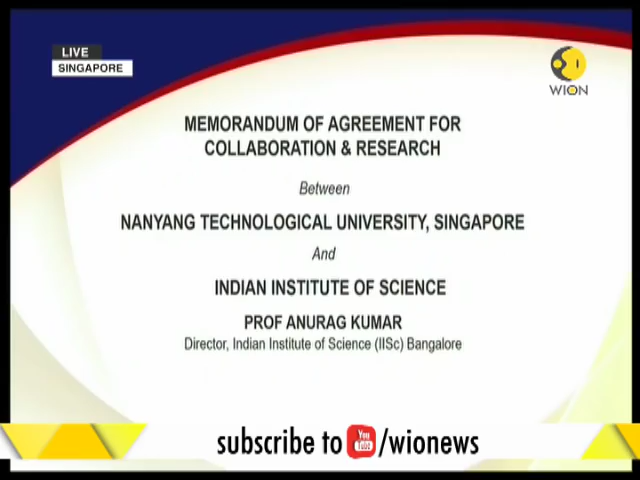 LIVE
SINGAPORE
WION
MEMORANDUM OF AGREEMENT FOR
COLLABORATION & RESEARCH
Between
NANYANG TECHNOLOGICAL UNIVERSITY, SINGAPORE
And
INDIAN INSTITUTE OF SCIENCE
PROF ANURAG KUMAR
Director, Indian Institute of Science (IISc) Bangalore
subscribe to You Tube /wionnews